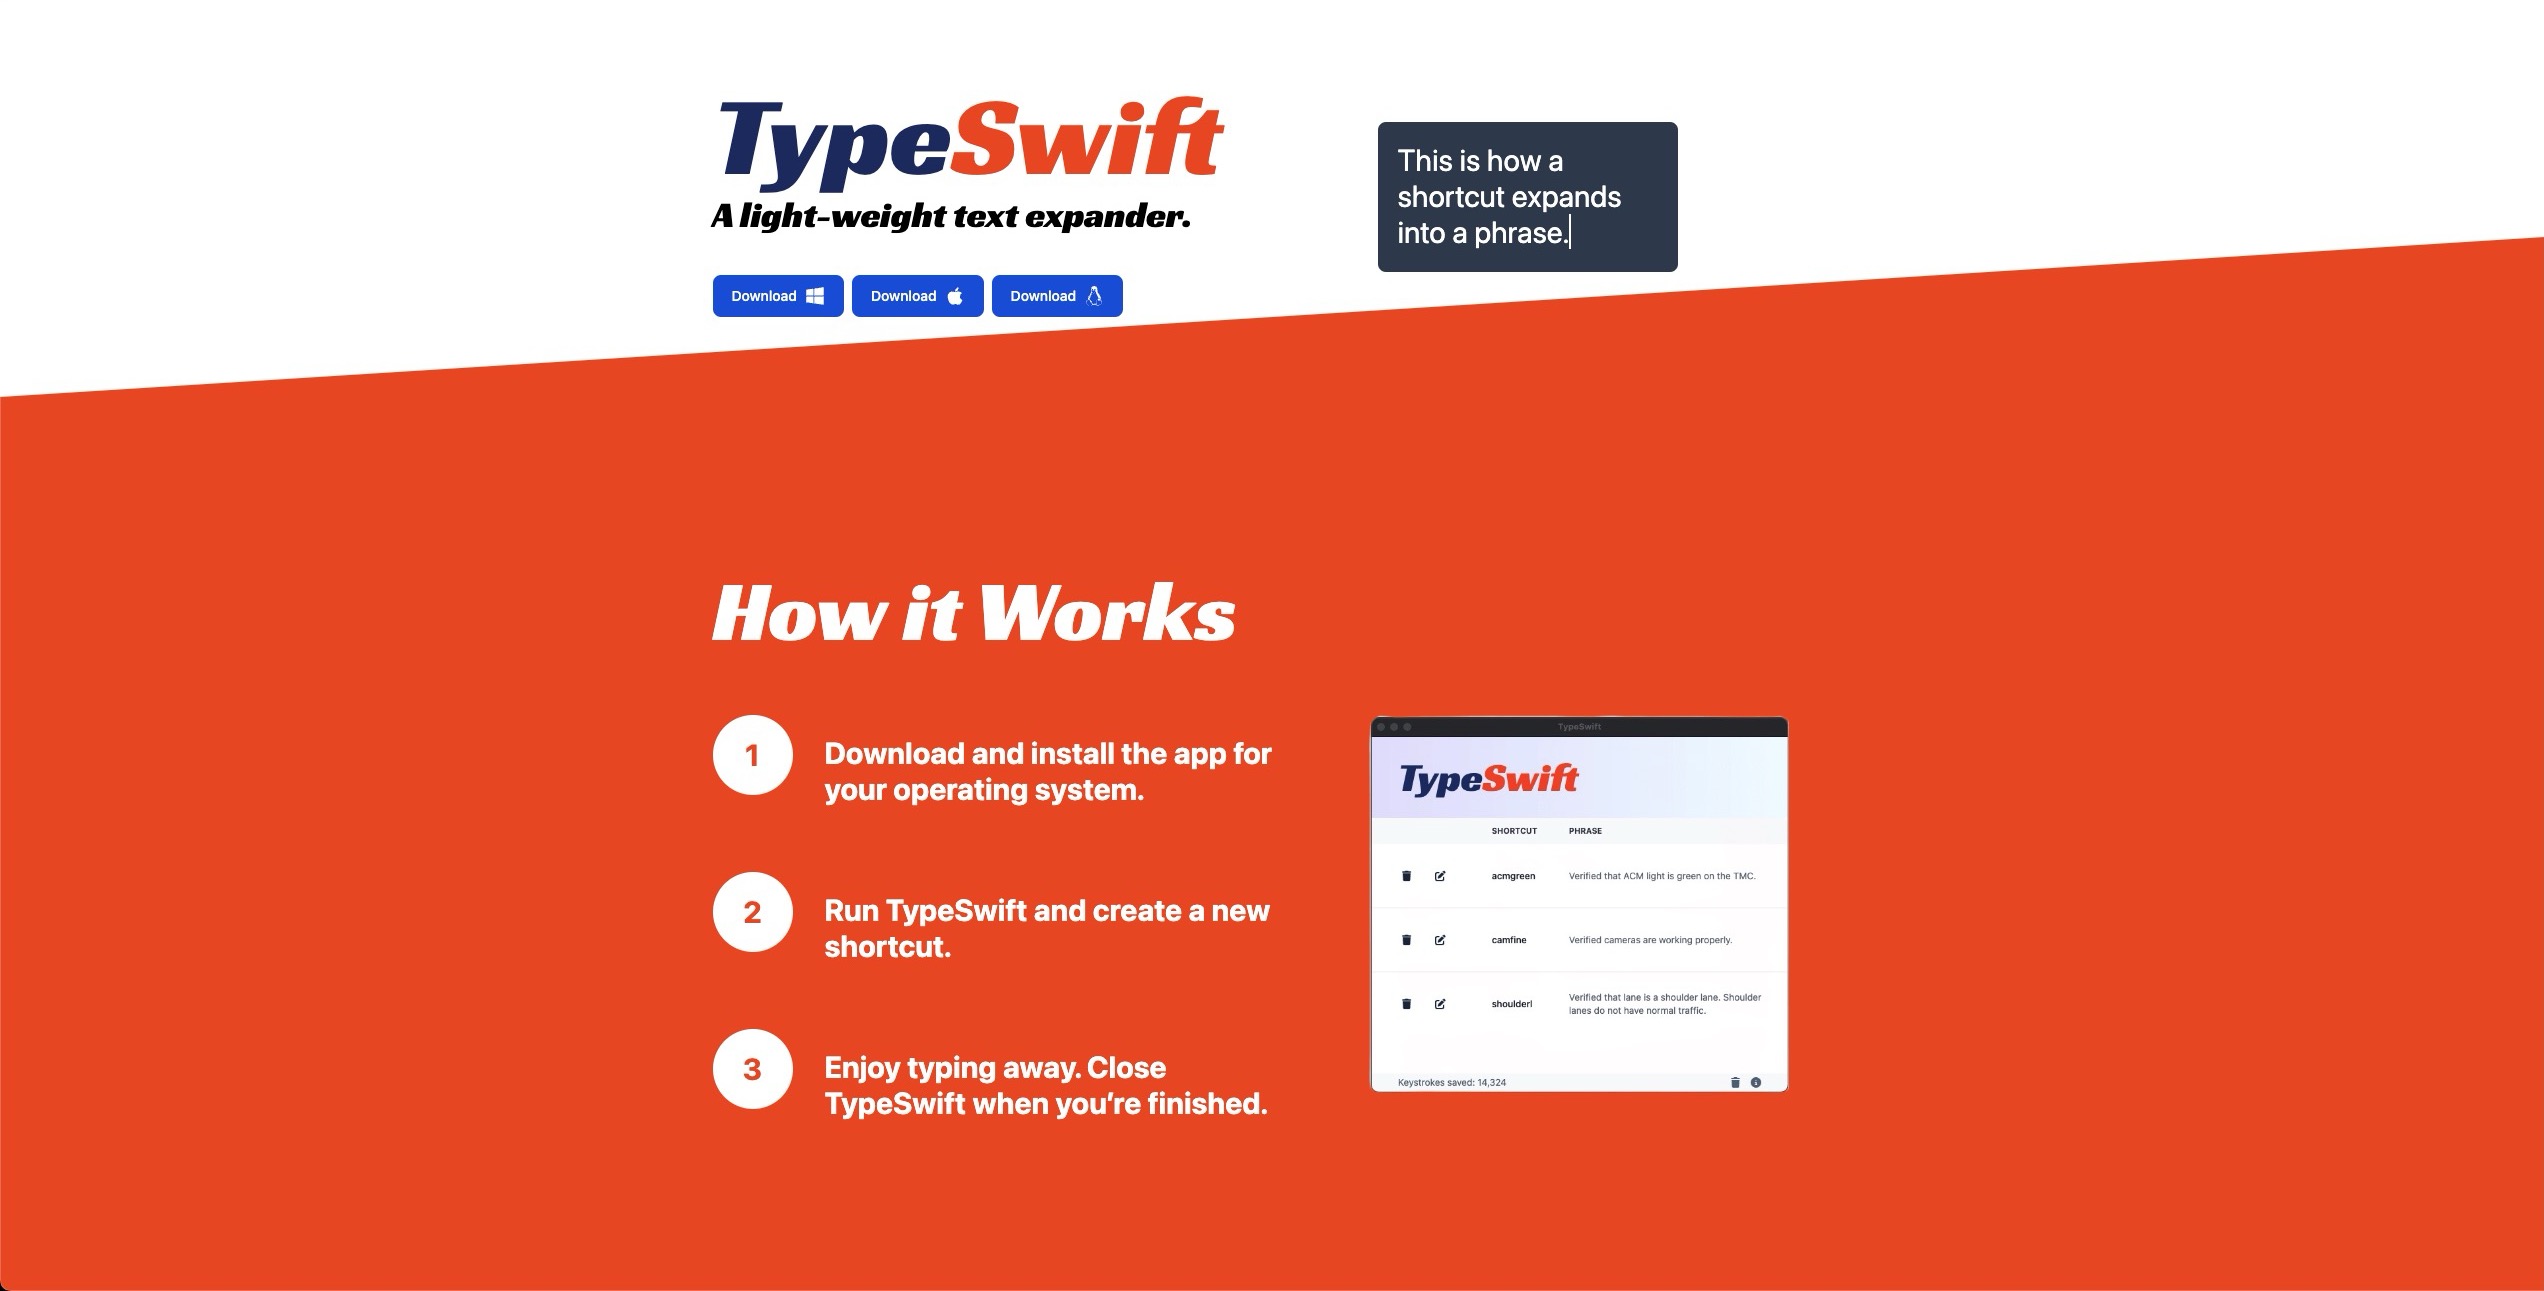 TypeSwift
A light-weight text expander.
Download
Download
Download
This is how a
shortcut expands
into a phrase.
How it Works
1
Download and install the app for
your operating system.
2
Run TypeSwift and create a new
shortcut.
3
Enjoy typing away. Close
TypeSwift when you're finished.
TypeSwift
TypeSwift
SHORTCUT PHRASE
acmgreen Verified that ACM light is green on the TMC.
camfine Verified cameras are working properly.
shoulderl Verified that lane is a shoulder lane. Shoulder
lanes do not have normal traffic.
Keystrokes saved: 14,324